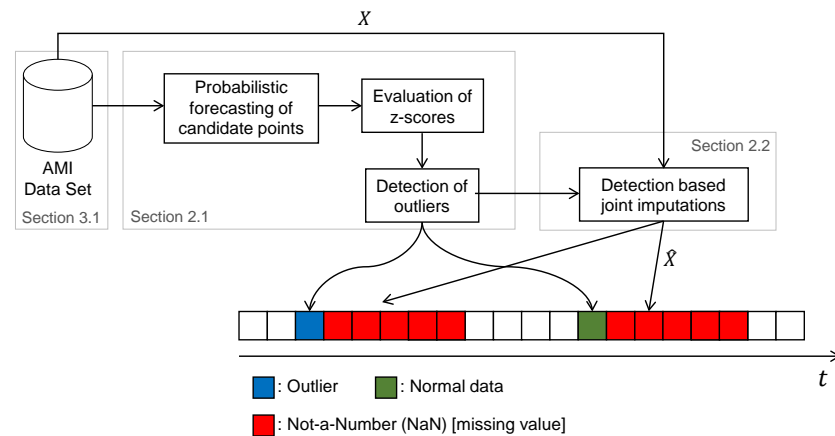 X
Probabilistic
forecasting of
candidate points
Evaluation of
z-scores
AMI
Data Set
Section 3.1
Section 2.1
Detection of
outliers
Section 2.2
Detection based
joint imputations
X̂
t
: Outlier
: Normal data
: Not-a-Number (NaN) [missing value]